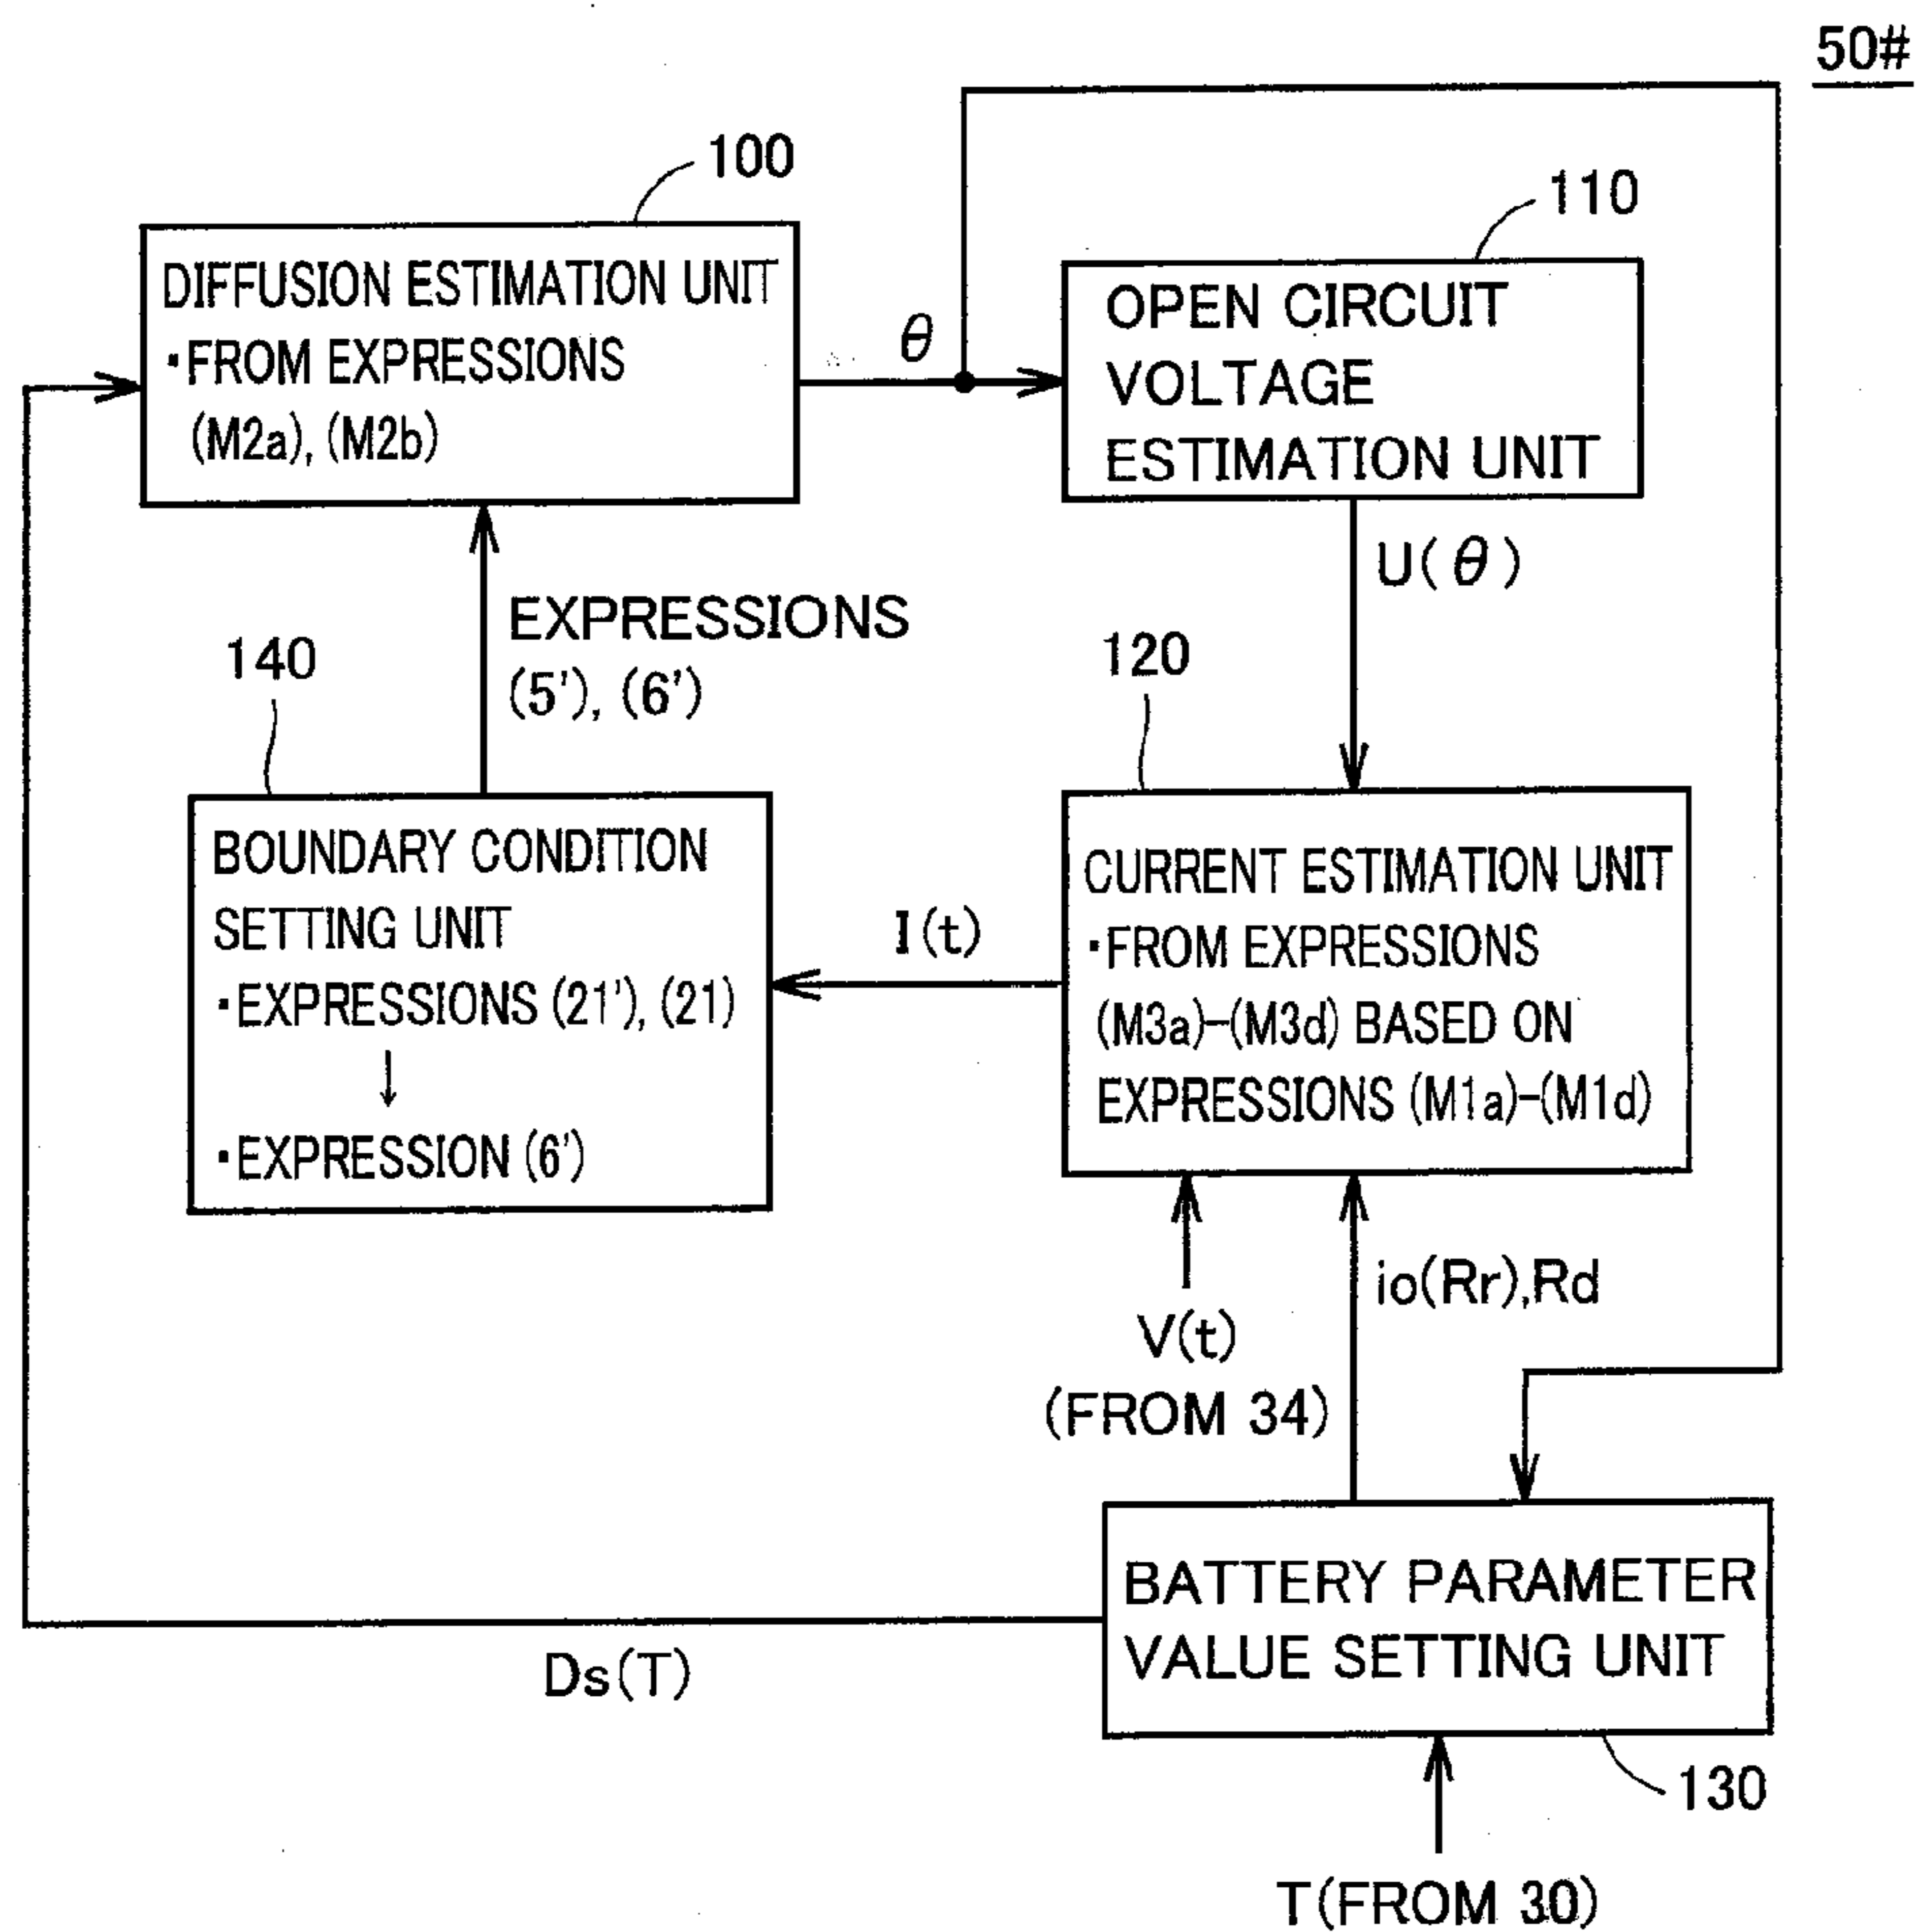 50#
100
DIFFUSION ESTIMATION UNIT
・FROM EXPRESSIONS
(M2a), (M2b)
θ
110
OPEN CIRCUIT
VOLTAGE
ESTIMATION UNIT
U(θ)
EXPRESSIONS
(5'), (6')
140
BOUNDARY CONDITION
SETTING UNIT
・EXPRESSIONS (21'), (21)
↓
・EXPRESSION (6')
I(t)
120
CURRENT ESTIMATION UNIT
・FROM EXPRESSIONS
(M3a)-(M3d) BASED ON
EXPRESSIONS (M1a)-(M1d)
V(t)
(FROM 34)
io(Rr),Rd
Ds(T)
BATTERY PARAMETER
VALUE SETTING UNIT
130
T(FROM 30)